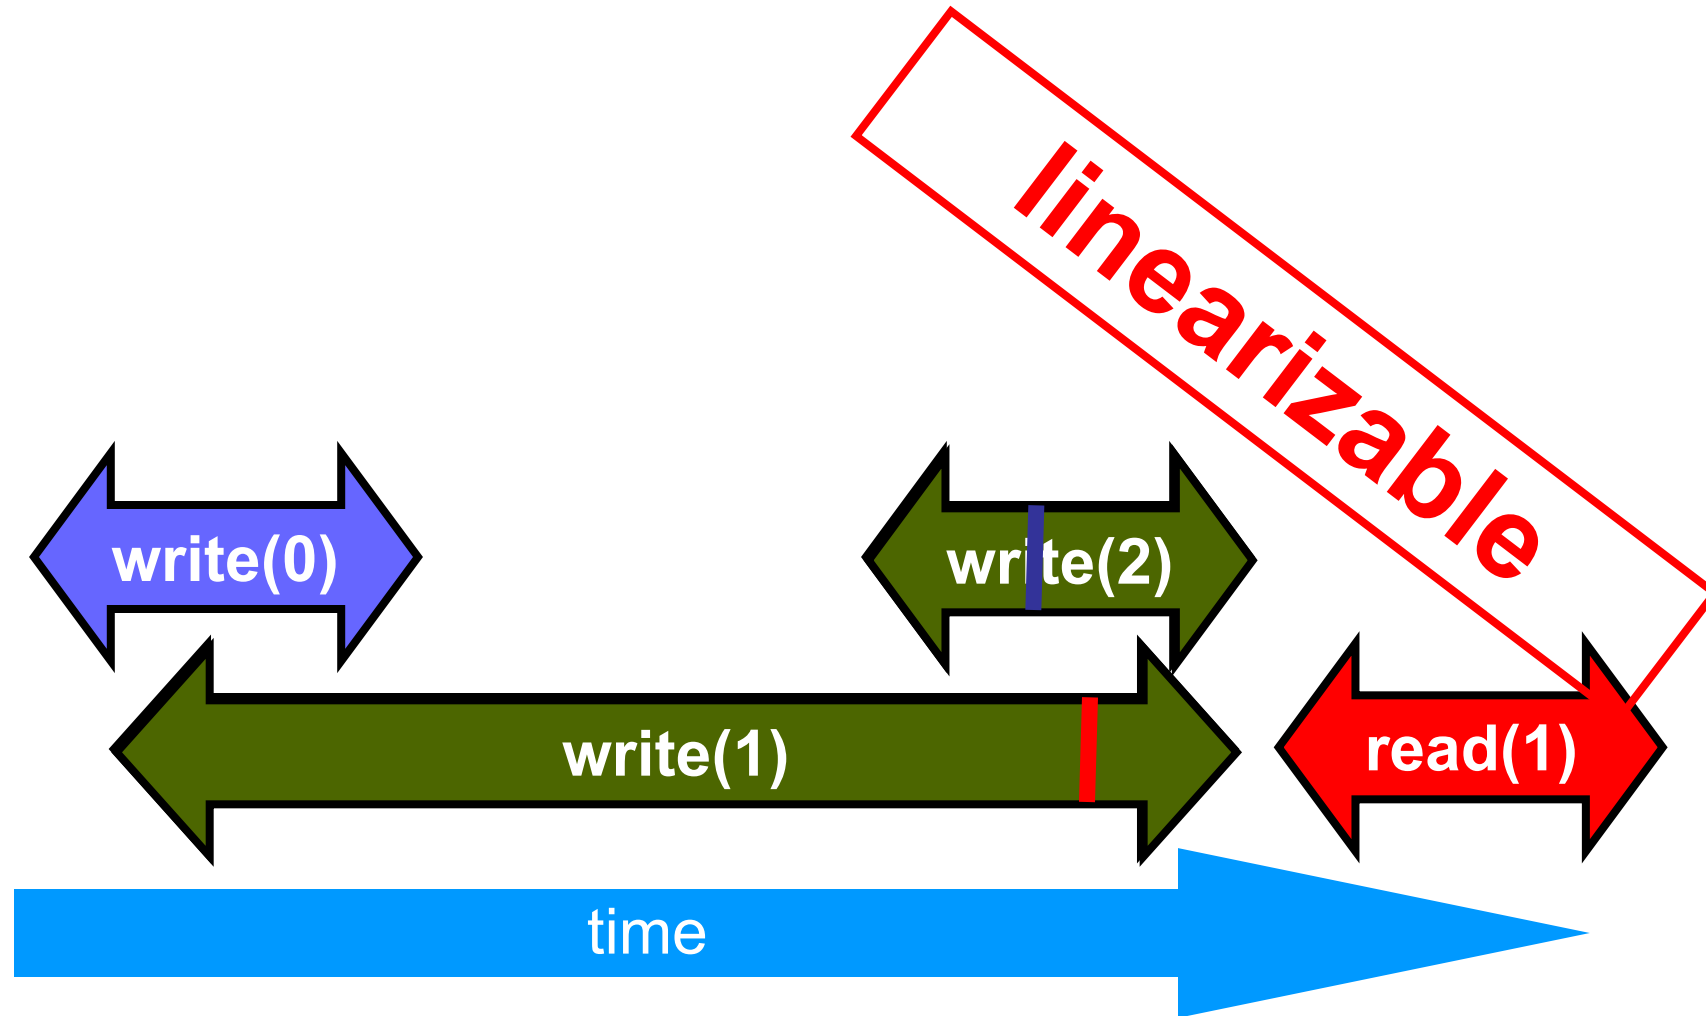 linearizable
write(0)
write(2)
write(1)
read(1)
time